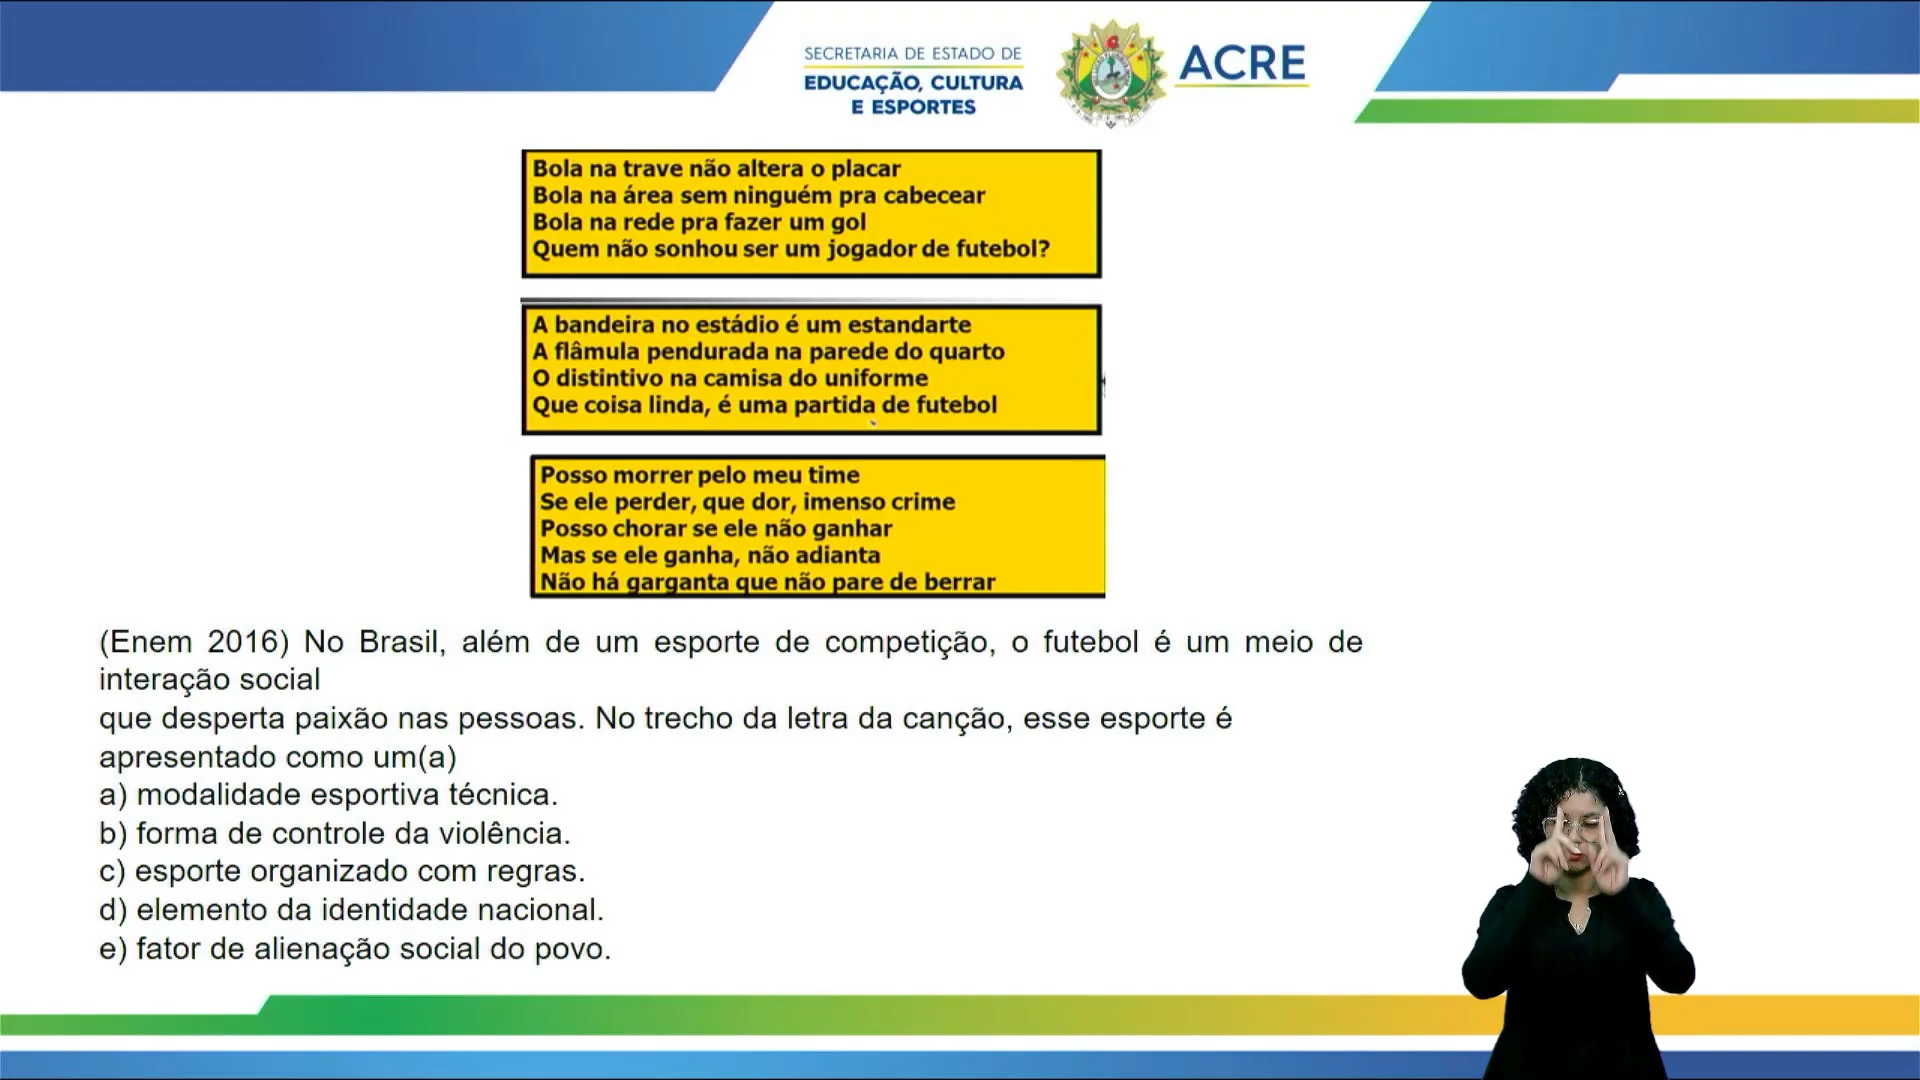 SECRETARIA DE ESTADO DE
EDUCAÇÃO, CULTURA
E ESPORTES
ACRE
Bola na trave não altera o placar
Bola na área sem ninguém pra cabecear
Bola na rede pra fazer um gol
Quem não sonhou ser um jogador de futebol?
A bandeira no estádio é um estandarte
A flâmula pendurada na parede do quarto
O distintivo na camisa do uniforme
Que coisa linda, é uma partida de futebol
Posso morrer pelo meu time
Se ele perder, que dor, imenso crime
Posso chorar se ele não ganhar
Mas se ele ganha, não adianta
Não há garganta que não pare de berrar
(Enem 2016) No Brasil, além de um esporte de competição, o futebol é um meio de
interação social
que desperta paixão nas pessoas. No trecho da letra da canção, esse esporte é
apresentado como um(a)
a) modalidade esportiva técnica.
b) forma de controle da violência.
c) esporte organizado com regras.
d) elemento da identidade nacional.
e) fator de alienação social do povo.